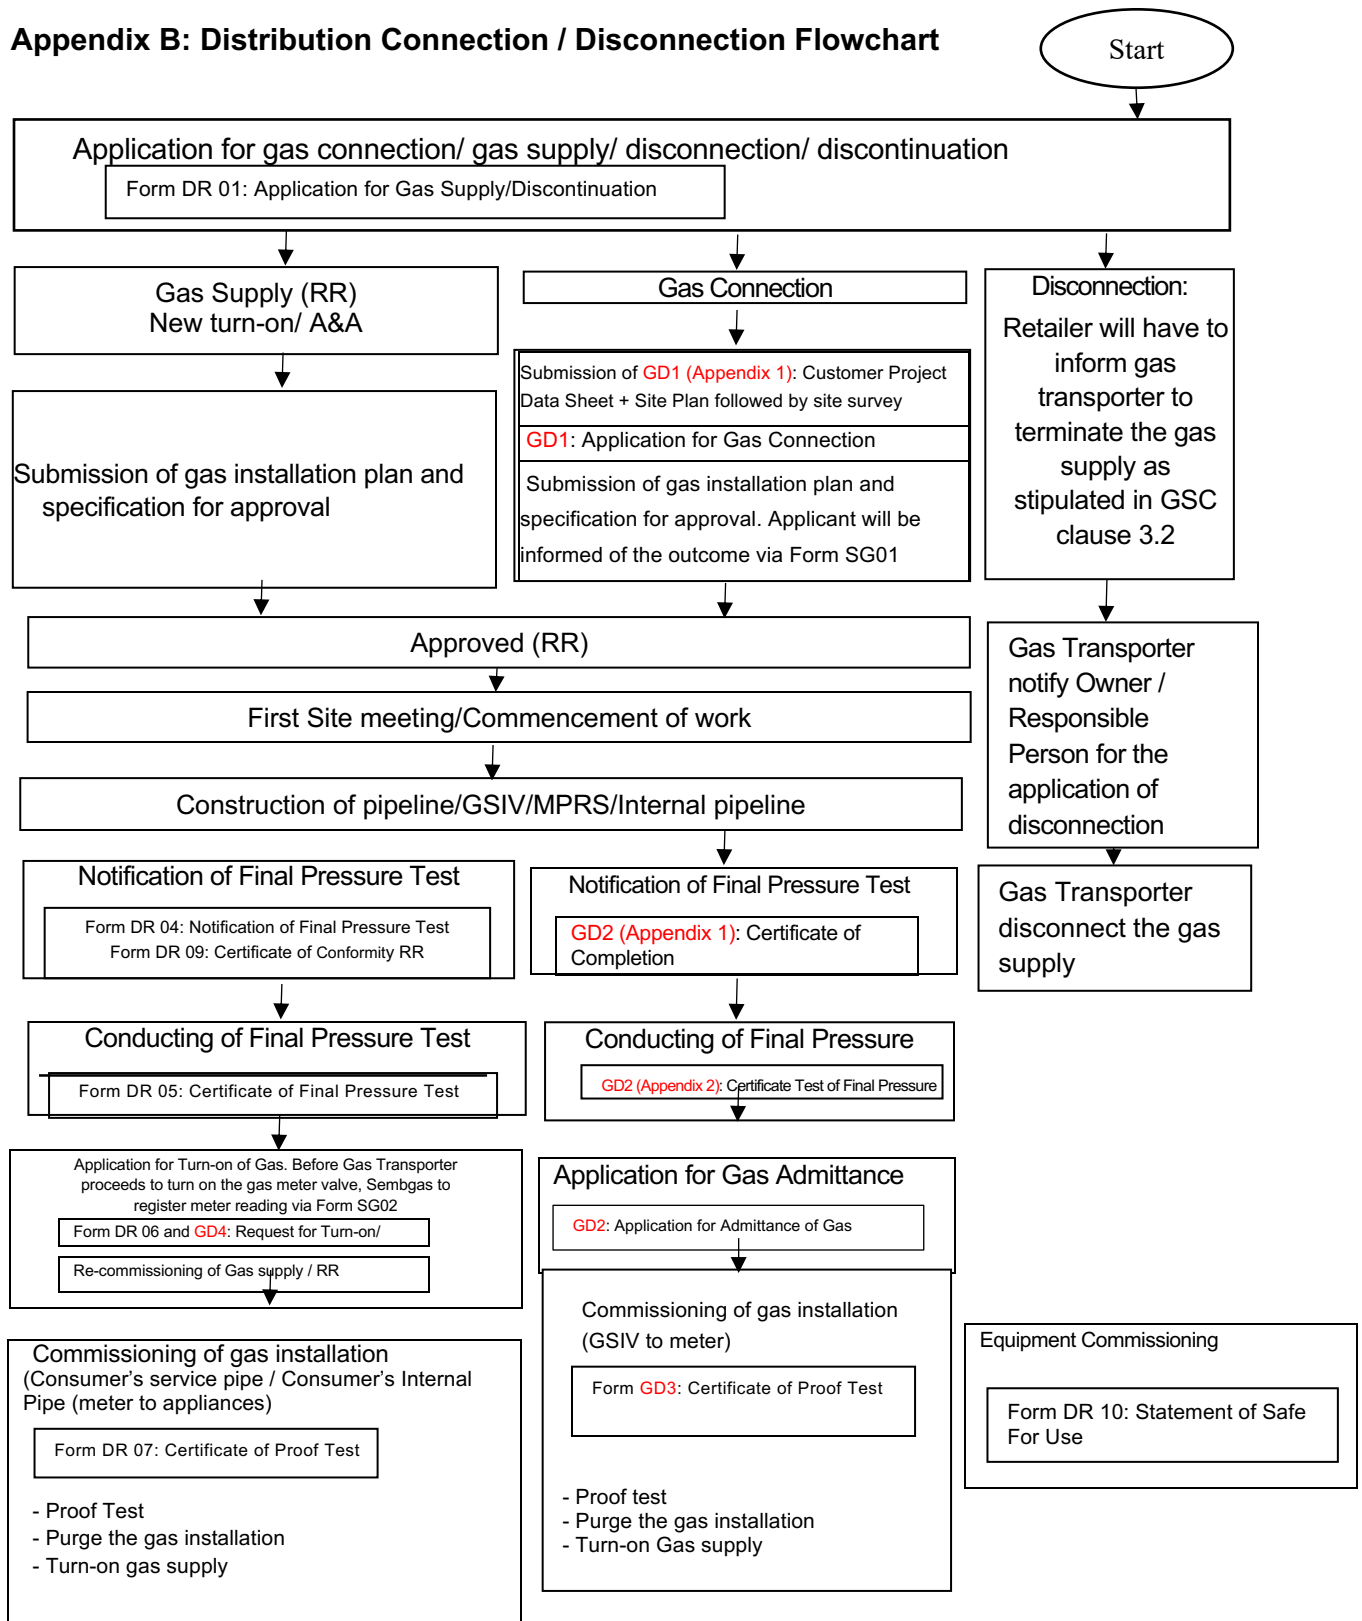 Appendix B: Distribution Connection / Disconnection Flowchart
Start
Application for gas connection/ gas supply/ disconnection/ discontinuation
Form DR 01: Application for Gas Supply/Discontinuation
Gas Supply (RR)
New turn-on/ A&A
Gas Connection
Disconnection:
Retailer will have to
inform gas
transporter to
terminate the gas
supply as
stipulated in GSC
clause 3.2
Submission of gas installation plan and
specification for approval
Submission of GD1 (Appendix 1): Customer Project
Data Sheet + Site Plan followed by site survey
GD1: Application for Gas Connection
Submission of gas installation plan and
specification for approval. Applicant will be
informed of the outcome via Form SG01
Approved (RR)
First Site meeting/Commencement of work
Construction of pipeline/GSIV/MPRS/Internal pipeline
Gas Transporter
notify Owner /
Responsible
Person for the
application of
disconnection
Gas Transporter
disconnect the gas
supply
Notification of Final Pressure Test
Form DR 04: Notification of Final Pressure Test
Form DR 09: Certificate of Conformity RR
Notification of Final Pressure Test
GD2 (Appendix 1): Certificate of
Completion
Conducting of Final Pressure Test
Form DR 05: Certificate of Final Pressure Test
Conducting of Final Pressure
GD2 (Appendix 2): Certificate Test of Final Pressure
Application for Turn-on of Gas. Before Gas Transporter
proceeds to turn on the gas meter valve, Sembgas to
register meter reading via Form SG02
Form DR 06 and GD4: Request for Turn-on/
Re-commissioning of Gas supply / RR
Application for Gas Admittance
GD2: Application for Admittance of Gas
Commissioning of gas installation
(Consumer's service pipe / Consumer's Internal
Pipe (meter to appliances)
Form DR 07: Certificate of Proof Test
- Proof Test
- Purge the gas installation
- Turn-on gas supply
Commissioning of gas installation
(GSIV to meter)
Form GD3: Certificate of Proof Test
- Proof test
- Purge the gas installation
- Turn-on Gas supply
Equipment Commissioning
Form DR 10: Statement of Safe
For Use